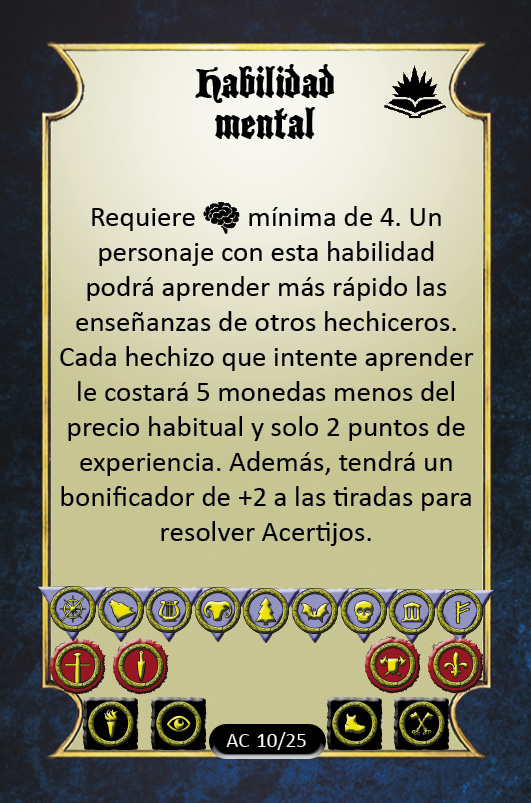 Habilidad
mental
Requiere mínima de 4. Un
personaje con esta habilidad
podrá aprender más rápido las
enseñanzas de otros hechiceros.
Cada hechizo que intente aprender
le costará 5 monedas menos del
precio habitual y solo 2 puntos de
experiencia. Además, tendrá un
bonificador de +2 a las tiradas para
resolver Acertijos.
AC 10/25